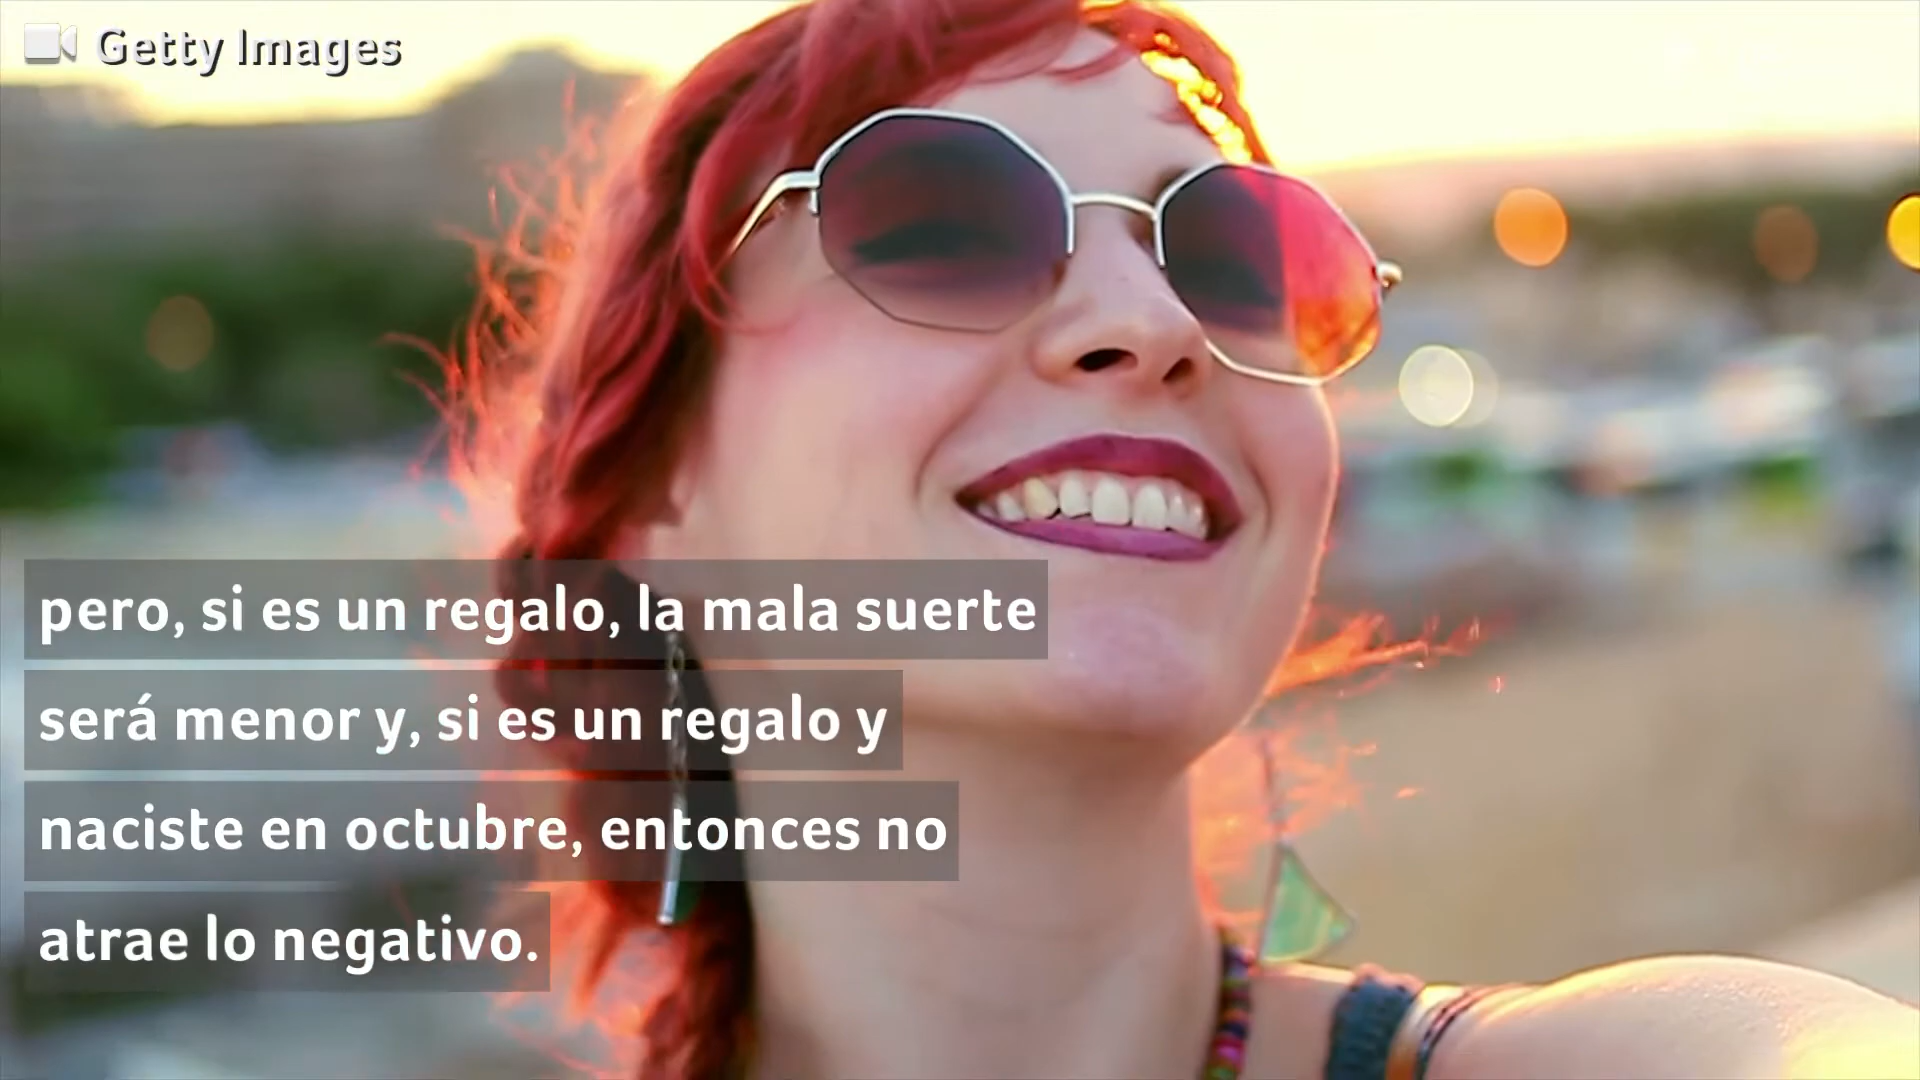 Getty Images
pero, si es un regalo, la mala suerte
será menor y, si es un regalo y
naciste en octubre, entonces no
atrae lo negativo.